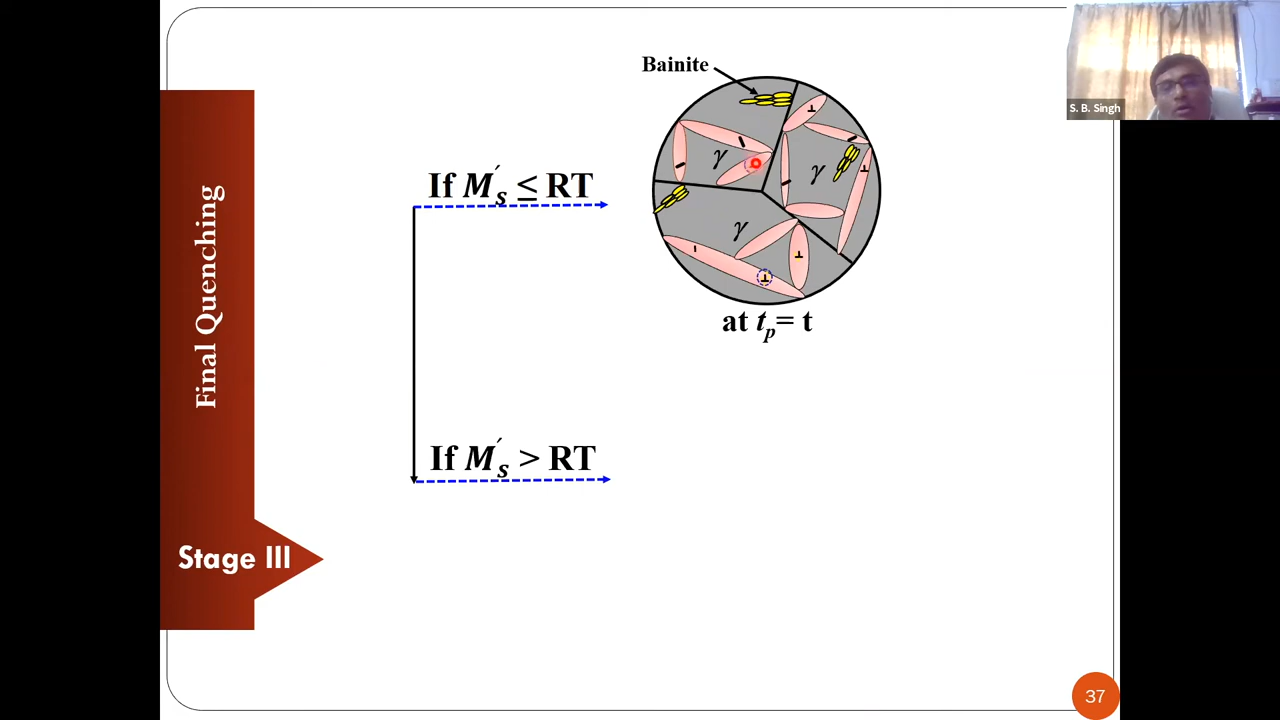 Bainite
S. B. Singh
γ
γ
γ
If M′s ≤ RT
at tp= t
Final Quenching
If M′s > RT
Stage III
37